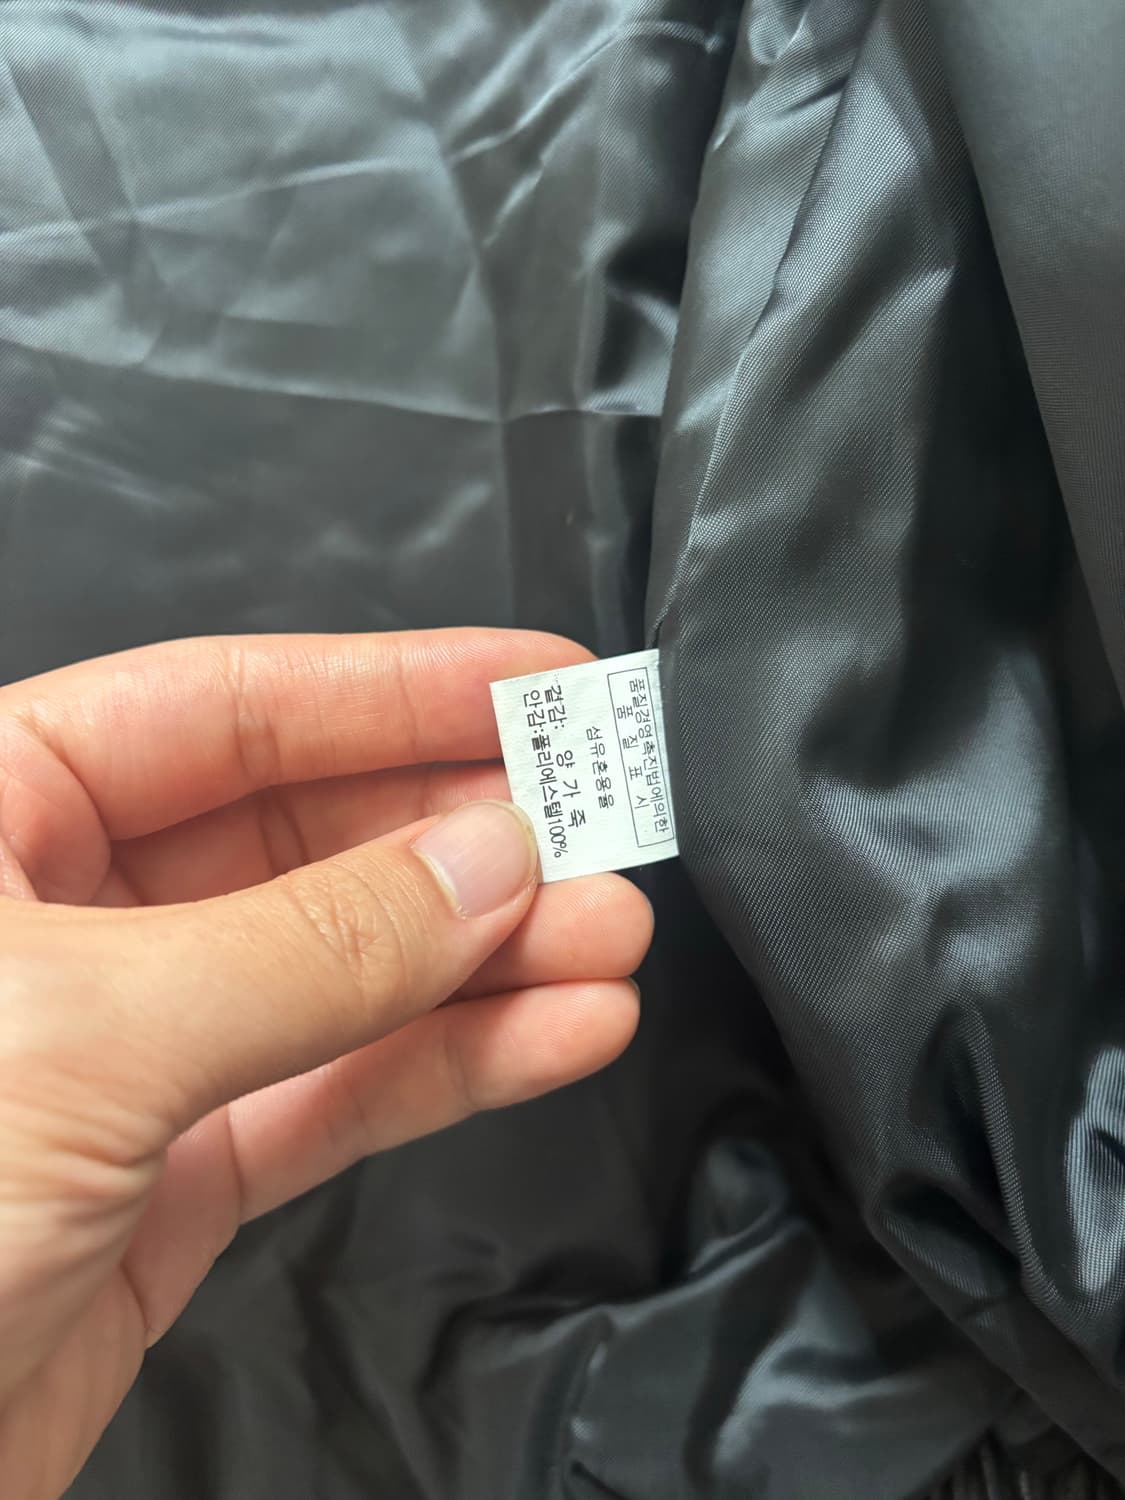 품질경영촉진법에의한
품 질 표 시
섬유혼용율
겉감: 양 가 죽
안감:폴리에스텔100%